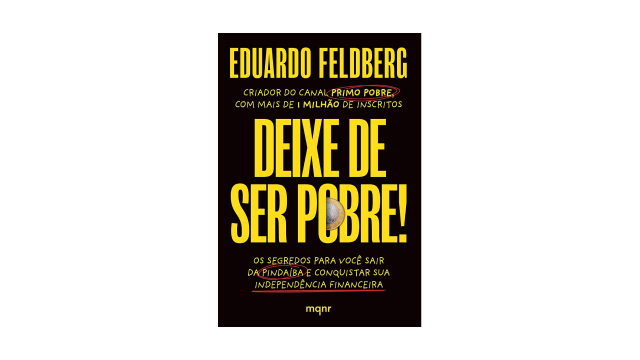 EDUARDO FELDBERG
CRIADOR DO CANAL PRIMO POBRE,
COM MAIS DE 1 MILHÃO DE INSCRITOS
DEIXE DE
SER POBRE!
OS SEGREDOS PARA VOCÊ SAIR
DA PINDAÍBA E CONQUISTAR SUA
INDEPENDÊNCIA FINANCEIRA
mqnr